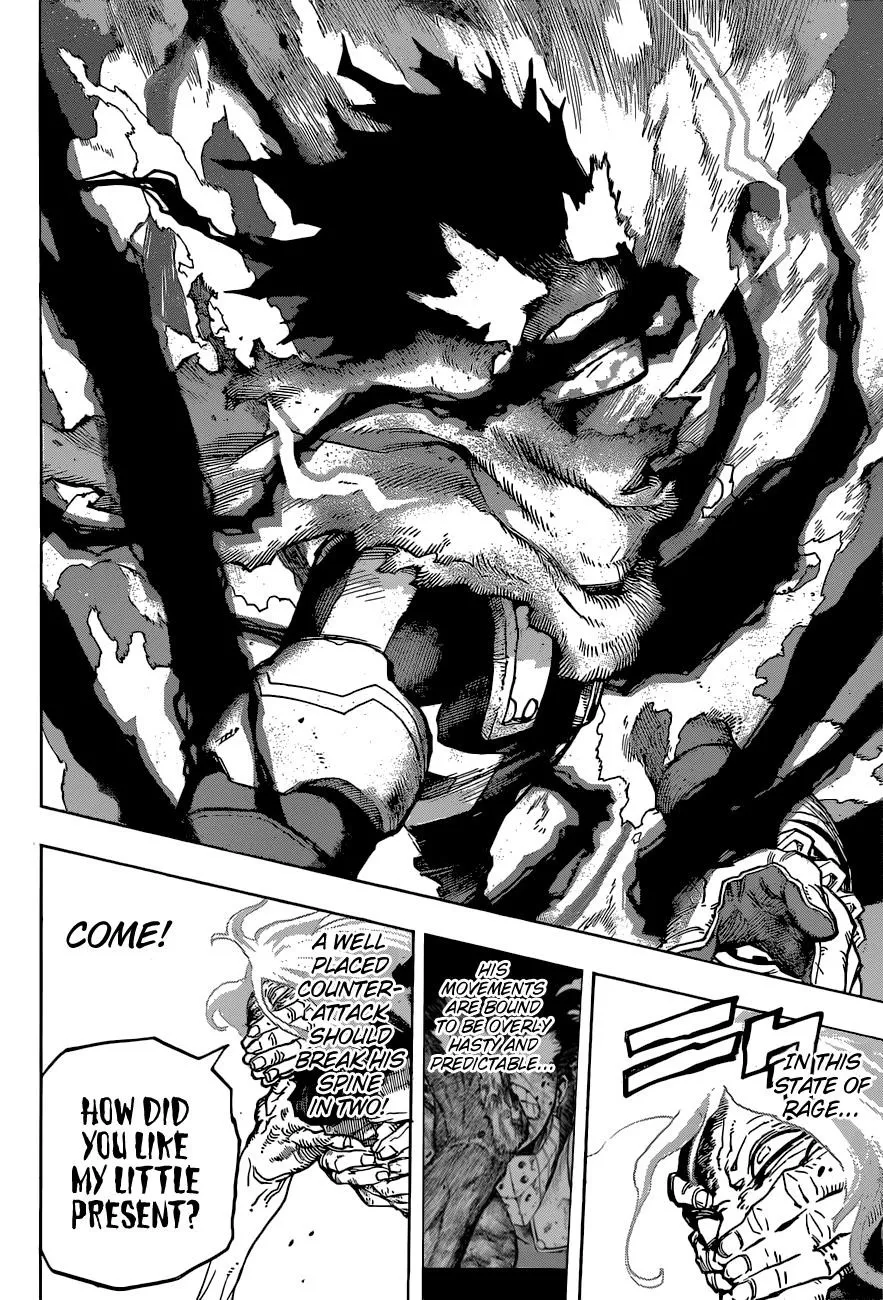 IN THIS
STATE OF
RAGE...
HIS
MOVEMENTS
ARE BOUND
TO BE OVERLY
HASTY AND
PREDICTABLE...
A WELL
PLACED
COUNTER-
ATTACK
SHOULD
BREAK HIS
SPINE
IN TWO!
COME!
HOW DID
YOU LIKE
MY LITTLE
PRESENT?